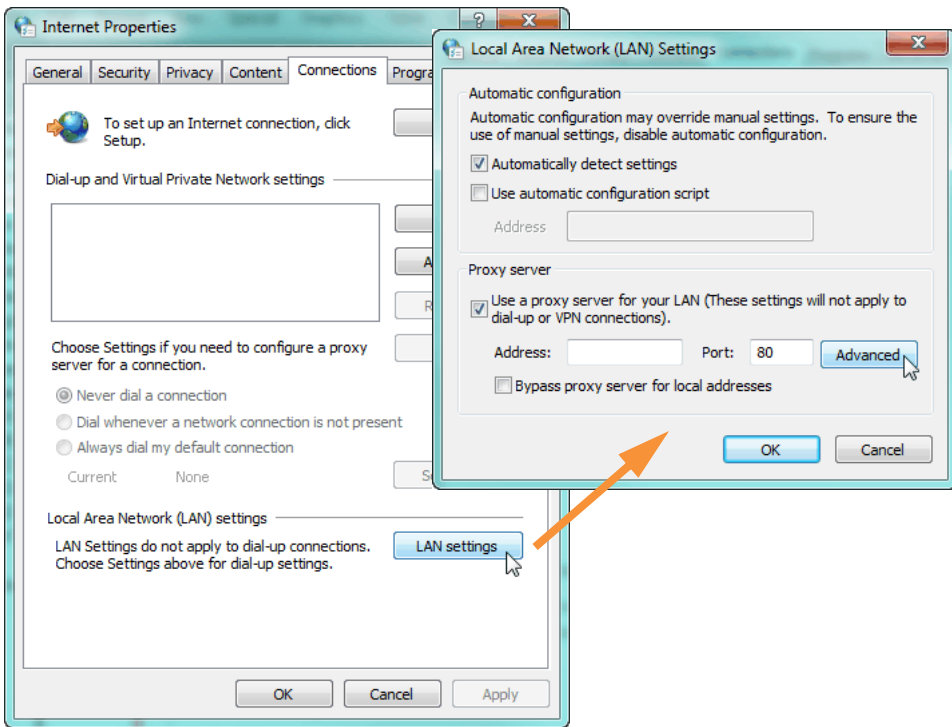 Internet Properties
General Security Privacy Content Connections Progra
To set up an Internet connection, click
Setup.
Dial-up and Virtual Private Network settings
A
R
Choose Settings if you need to configure a proxy
server for a connection.
Never dial a connection
Dial whenever a network connection is not present
Always dial my default connection
Current None
S
Local Area Network (LAN) settings
LAN Settings do not apply to dial-up connections.
Choose Settings above for dial-up settings.
LAN settings
OK Cancel Apply
Local Area Network (LAN) Settings
Automatic configuration
Automatic configuration may override manual settings. To ensure the
use of manual settings, disable automatic configuration.
Automatically detect settings
Use automatic configuration script
Address
Proxy server
Use a proxy server for your LAN (These settings will not apply to
dial-up or VPN connections).
Address: Port: 80 Advanced
Bypass proxy server for local addresses
OK Cancel